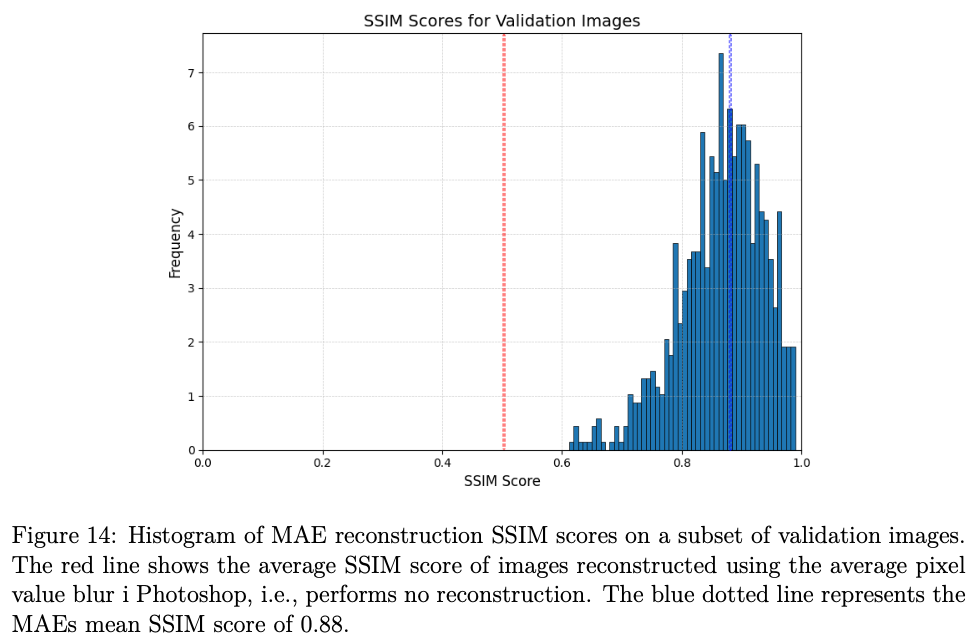 SSIM Scores for Validation Images
7
6
5
4
3
2
1
0
Frequency
0.0 0.2 0.4 0.6 0.8 1.0
SSIM Score
Figure 14: Histogram of MAE reconstruction SSIM scores on a subset of validation images.
The red line shows the average SSIM score of images reconstructed using the average pixel
value blur i Photoshop, i.e., performs no reconstruction. The blue dotted line represents the
MAEs mean SSIM score of 0.88.